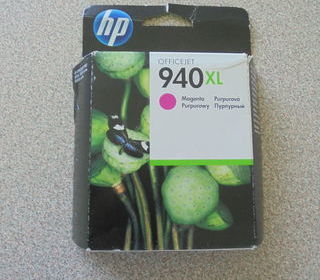 hp
OFFICEJET
940XL
Magenta Purpurová
Purpurowy Пурпурный